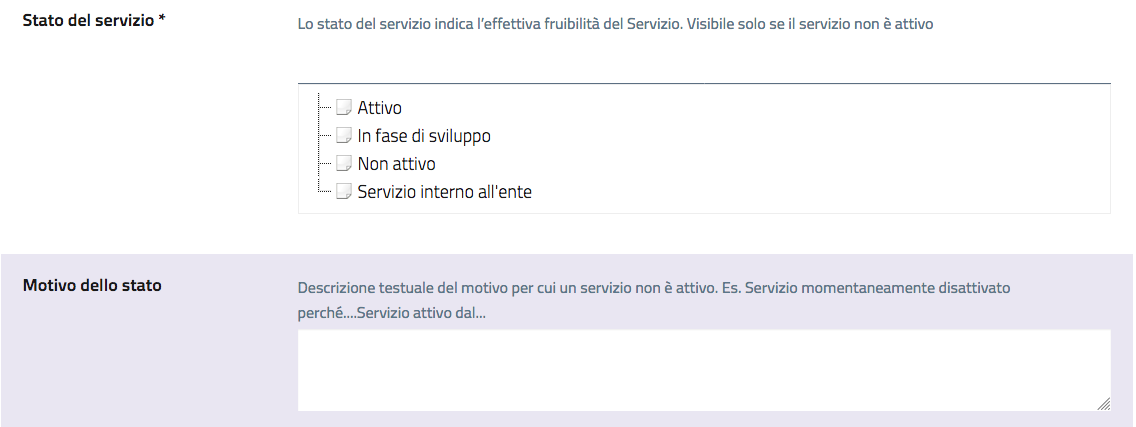 Stato del servizio *
Lo stato del servizio indica l’effettiva fruibilità del Servizio. Visibile solo se il servizio non è attivo
Attivo
In fase di sviluppo
Non attivo
Servizio interno all'ente
Motivo dello stato
Descrizione testuale del motivo per cui un servizio non è attivo. Es. Servizio momentaneamente disattivato
perché....Servizio attivo dal...